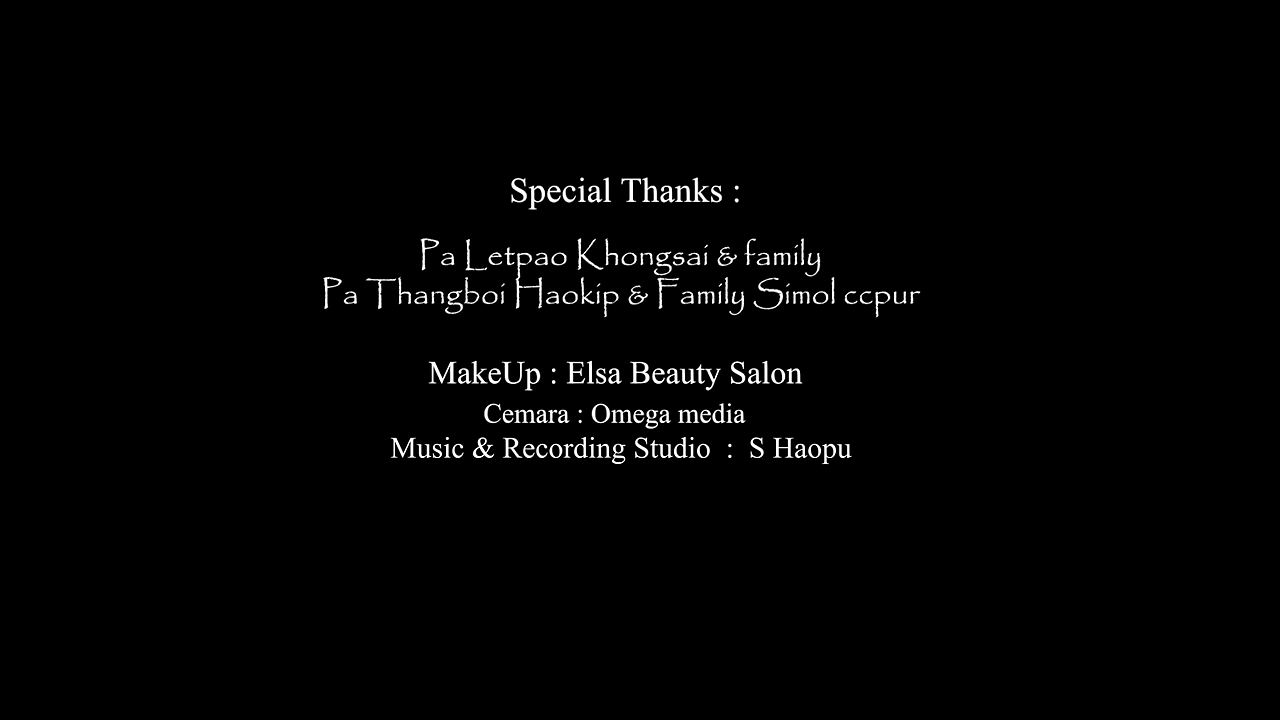 Special Thanks :
Pa Letpao Khongsai & family
Pa Thangboi Haokip & Family Simol ccpur
MakeUp : Elsa Beauty Salon
Cemara : Omega media
Music & Recording Studio : S Haopu